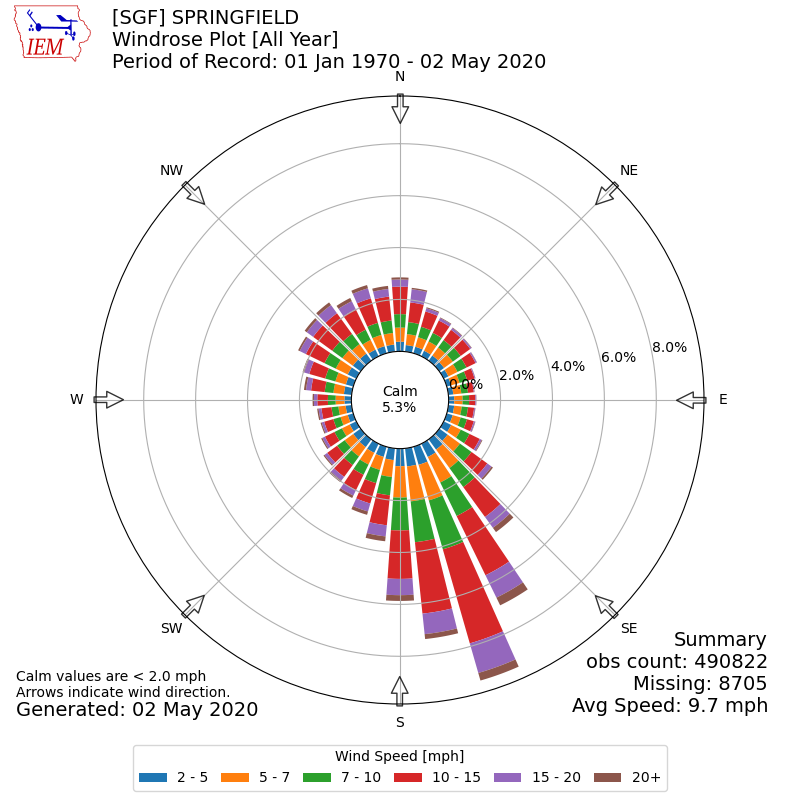 IEM
[SGF] SPRINGFIELD
Windrose Plot [All Year]
Period of Record: 01 Jan 1970 - 02 May 2020
N
NW
NE
8.0%
6.0%
4.0%
2.0%
0.0%
Calm
5.3%
W
E
SW
SE
S
Calm values are < 2.0 mph
Arrows indicate wind direction.
Generated: 02 May 2020
Summary
obs count: 490822
Missing: 8705
Avg Speed: 9.7 mph
Wind Speed [mph]
2 - 5
5 - 7
7 - 10
10 - 15
15 - 20
20+